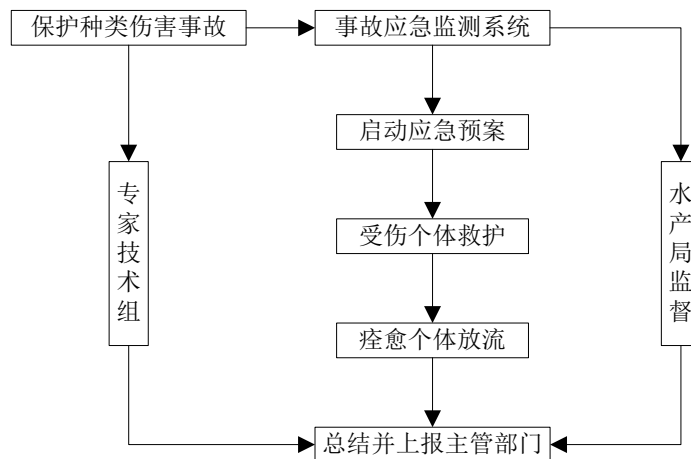 保护种类伤害事故
事故应急监测系统
启动应急预案
专家技术组
水产局监督
受伤个体救护
痊愈个体放流
总结并上报主管部门